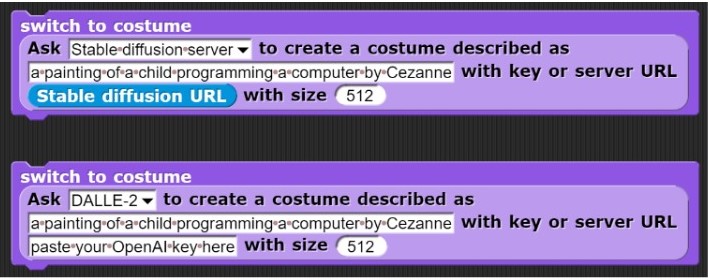 switch to costume
Ask Stable diffusion server to create a costume described as
a painting of a child programming a computer by Cezanne with key or server URL
Stable diffusion URL with size 512
switch to costume
Ask DALLE-2 to create a costume described as
a painting of a child programming a computer by Cezanne with key or server URL
paste your OpenAI key here with size 512